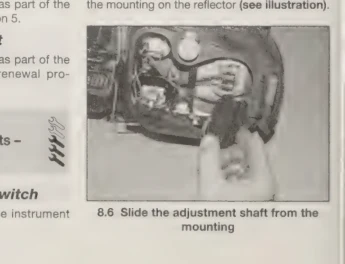 as part of the
on 5.
t
as part of the
renewal pro-
ts –
witch
e instrument
the mounting on the reflector (see illustration).
8.6 Slide the adjustment shaft from the
mounting